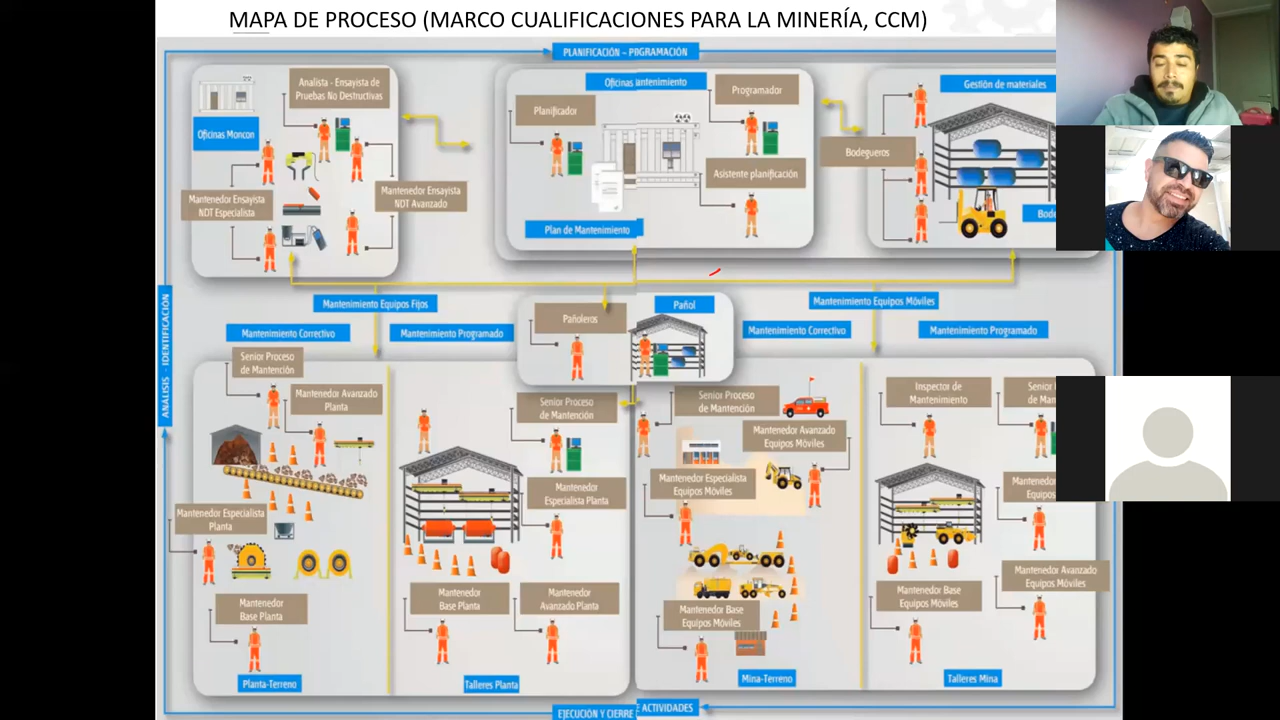 MAPA DE PROCESO (MARCO CUALIFICACIONES PARA LA MINERÍA, CCM)
PLANIFICACIÓN - PROGRAMACIÓN
Analista - Ensayista de
Pruebas No Destructivas
Oficinas Moncon
Mantenedor Ensayista
NDT Especialista
Mantenedor Ensayista
NDT Avanzado
Oficinas
Planificador
Programador
Asistente planificación
Plan de Mantenimiento
Gestión de materiales
Bodegueros
ANÁLISIS - IDENTIFICACIÓN
Mantenimiento Equipos Fijos
Mantenimiento Correctivo
Mantenimiento Programado
Pañoleros
Pañol
Mantenimiento Equipos Móviles
Mantenimiento Correctivo
Mantenimiento Programado
Senior Proceso
de Mantención
Mantenedor Avanzado
Planta
Mantenedor Especialista
Planta
Mantenedor
Base Planta
Planta-Terreno
Senior Proceso
de Mantención
Mantenedor
Especialista Planta
Mantenedor
Base Planta
Mantenedor
Avanzado Planta
Talleres Planta
Senior Proceso
de Mantención
Mantenedor Avanzado
Equipos Móviles
Mantenedor Especialista
Equipos Móviles
Mantenedor Base
Equipos Móviles
Mina-Terreno
Inspector de
Mantenimiento
Senior
de Man
Mantenedor Base
Equipos Móviles
Mantenedor Avanzado
Equipos Móviles
Talleres Mina
EJECUCIÓN Y CIERRE
E ACTIVIDADES